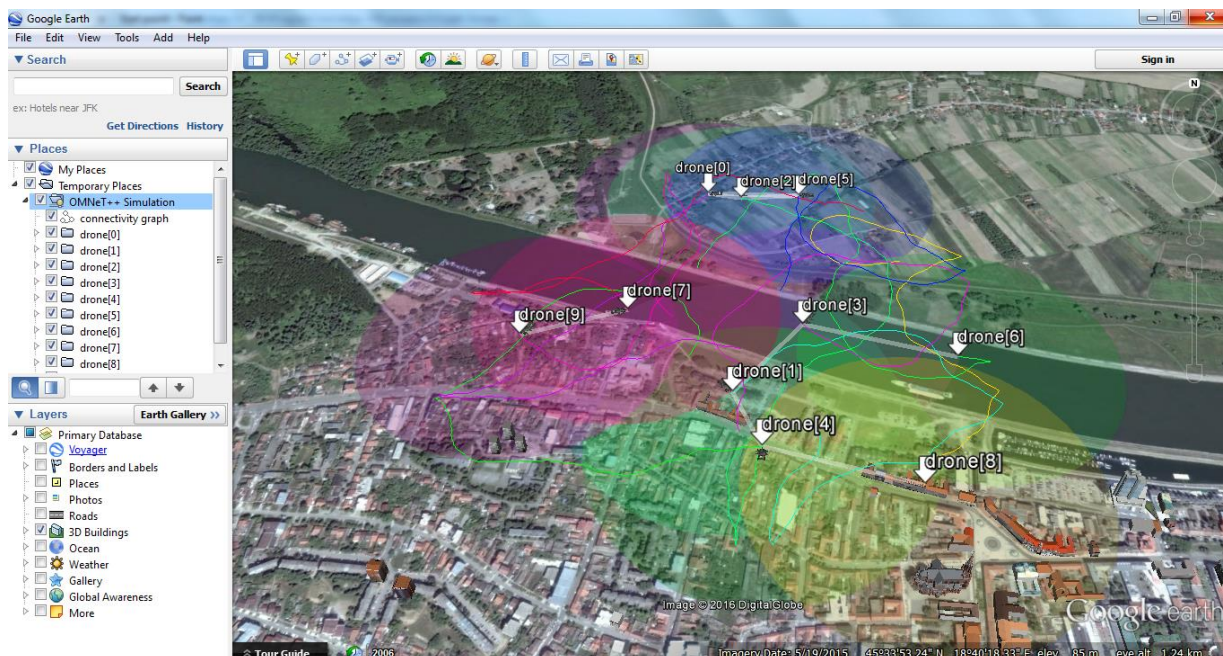 Google Earth
File Edit View Tools Add Help
Search
Search
ex: Hotels near JFK
Get Directions History
Places
My Places
Temporary Places
OMNeT++ Simulation
connectivity graph
drone[0]
drone[1]
drone[2]
drone[3]
drone[4]
drone[5]
drone[6]
drone[7]
drone[8]
Layers
Earth Gallery >>
Primary Database
Voyager
Borders and Labels
Places
Photos
Roads
3D Buildings
Ocean
Weather
Gallery
Global Awareness
More
Sign in
N
drone[0]
drone[2]
drone[5]
drone[7]
drone[9]
drone[3]
drone[6]
drone[1]
drone[4]
drone[8]
Image © 2016 DigitalGlobe
Google earth
Tour Guide
2006
Imagery Date: 5/19/2015 45°33'53.24" N 18°40'18.33" E elev 85 m eye alt 1.24 km